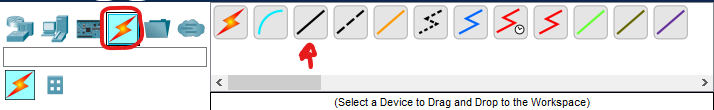 (Select a Device to Drag and Drop to the Workspace)